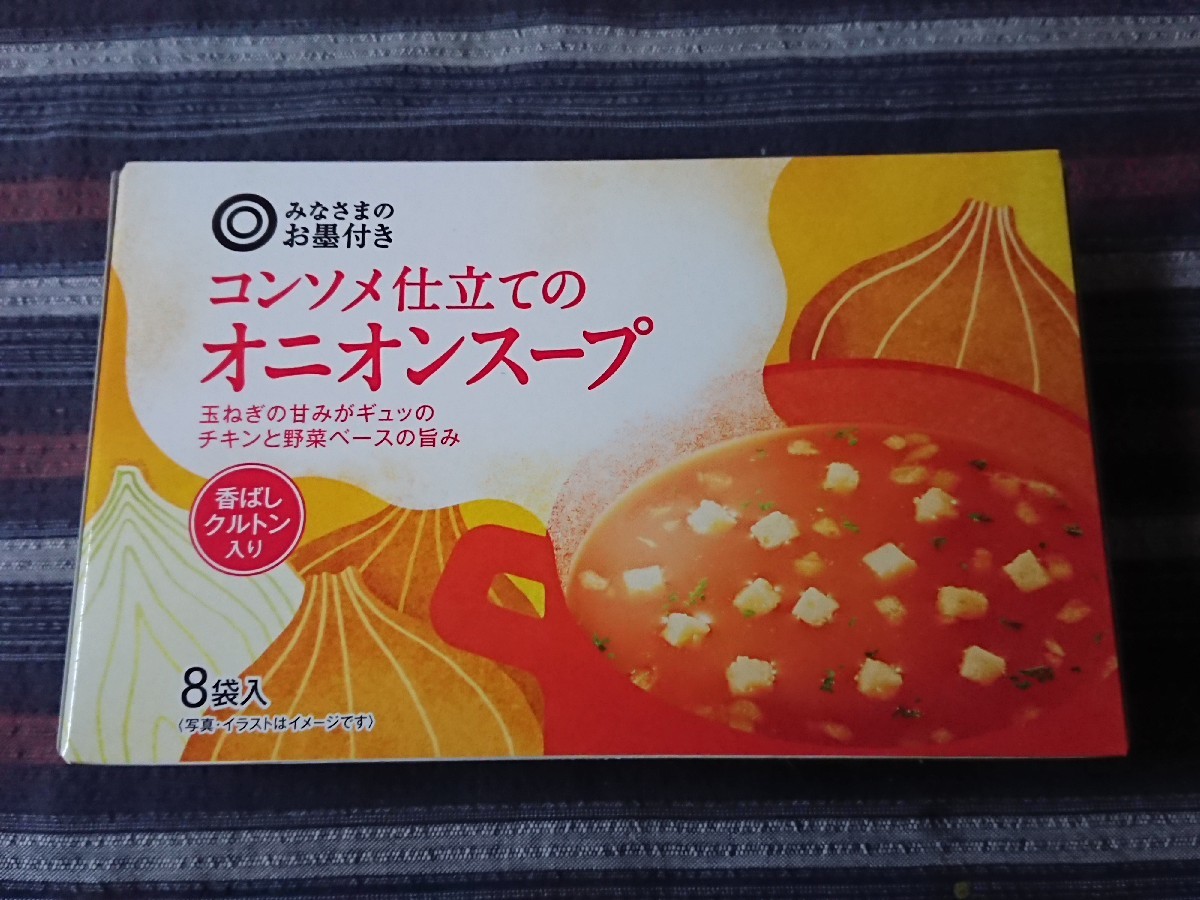 みなさまの
お墨付き
コンソメ仕立ての
オニオンスープ
玉ねぎの甘みがギュッの
チキンと野菜ベースの旨み
香ばし
クルトン
入り
8袋入
〈写真・イラストはイメージです〉